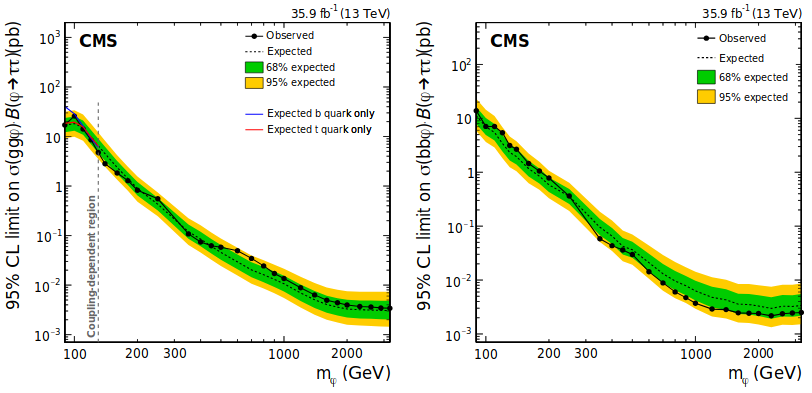 35.9 fb⁻¹ (13 TeV)
CMS
Observed
Expected
68% expected
95% expected
Expected b quark only
Expected t quark only
Coupling-dependent region
95% CL limit on σ(ggφ)·B(φ→ττ)(pb)
10³
10²
10
1
10⁻¹
10⁻²
10⁻³
100 200 300 1000 2000
mφ (GeV)
35.9 fb⁻¹ (13 TeV)
CMS
Observed
Expected
68% expected
95% expected
95% CL limit on σ(bbφ)·B(φ→ττ)(pb)
10²
10
1
10⁻¹
10⁻²
10⁻³
100 200 300 1000 2000
mφ (GeV)